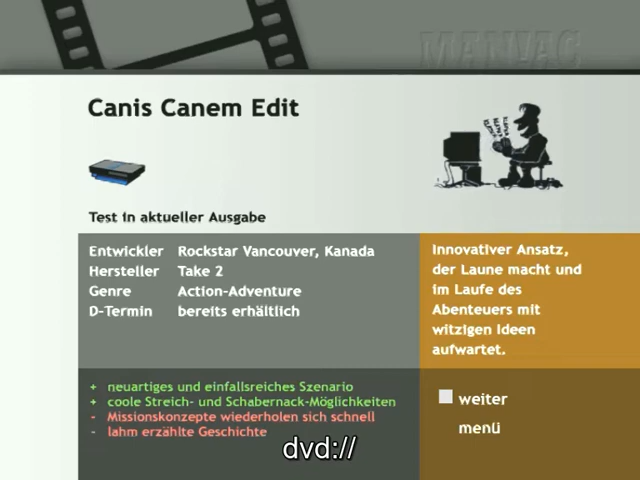 MAN!AC
Canis Canem Edit
Test in aktueller Ausgabe
Entwickler Rockstar Vancouver, Kanada
Hersteller Take 2
Genre Action-Adventure
D-Termin bereits erhältlich
Innovativer Ansatz,
der Laune macht und
im Laufe des
Abenteuers mit
witzigen Ideen
aufwartet.
+ neuartiges und einfallsreiches Szenario
+ coole Streich- und Schabernack-Möglichkeiten
- Missionskonzepte wiederholen sich schnell
- lahm erzählte Geschichte
weiter
menü
dvd://